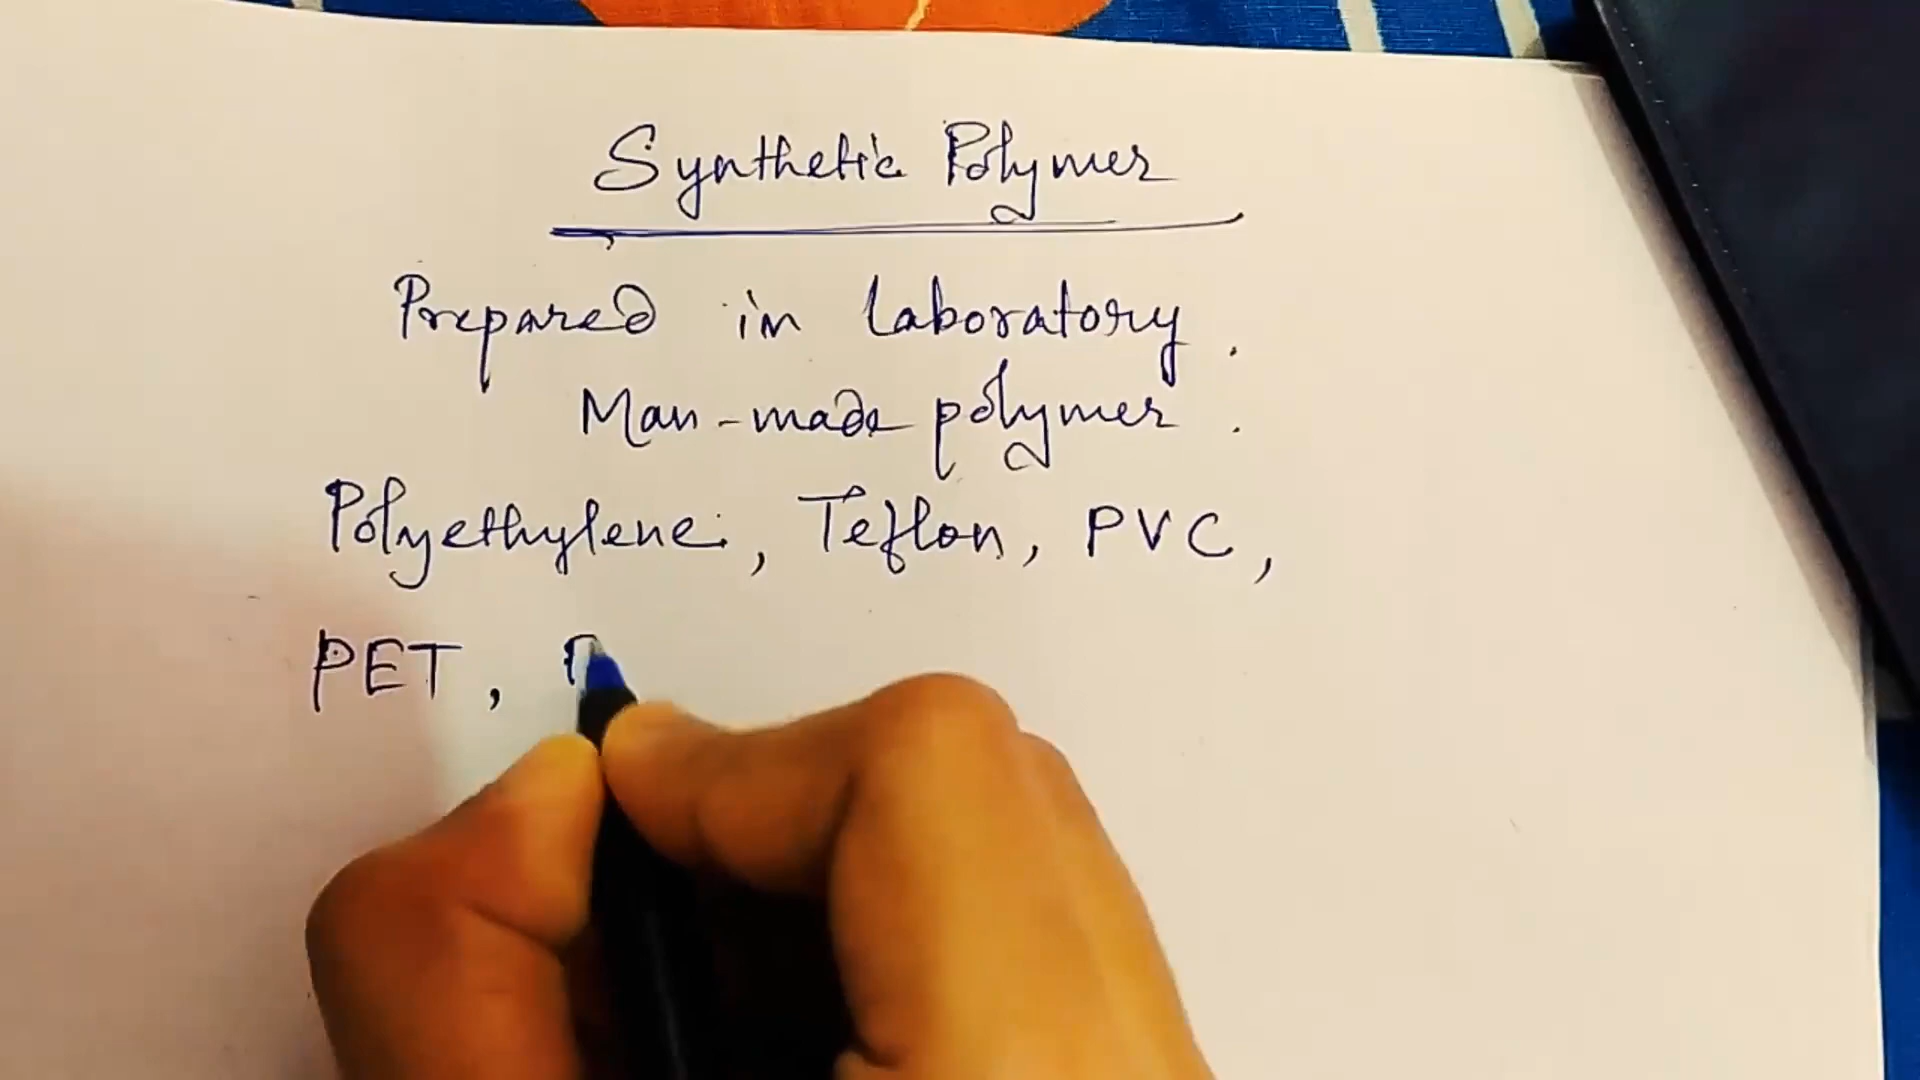 Synthetic Polymer
Prepared in laboratory.
Man-made polymer.
Polyethylene, Teflon, PVC,
PET,